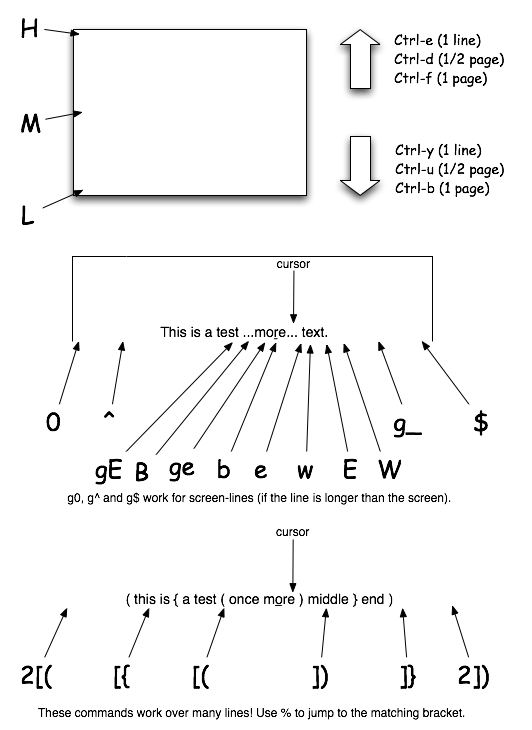 H
M
L
Ctrl-e (1 line)
Ctrl-d (1/2 page)
Ctrl-f (1 page)
Ctrl-y (1 line)
Ctrl-u (1/2 page)
Ctrl-b (1 page)
cursor
This is a test ...more... text.
0 ^ g_ $
gE B ge b e w E W
g0, g^ and g$ work for screen-lines (if the line is longer than the screen).
cursor
( this is { a test ( once more ) middle } end )
2[( [{ [( ]) ]} 2])
These commands work over many lines! Use % to jump to the matching bracket.